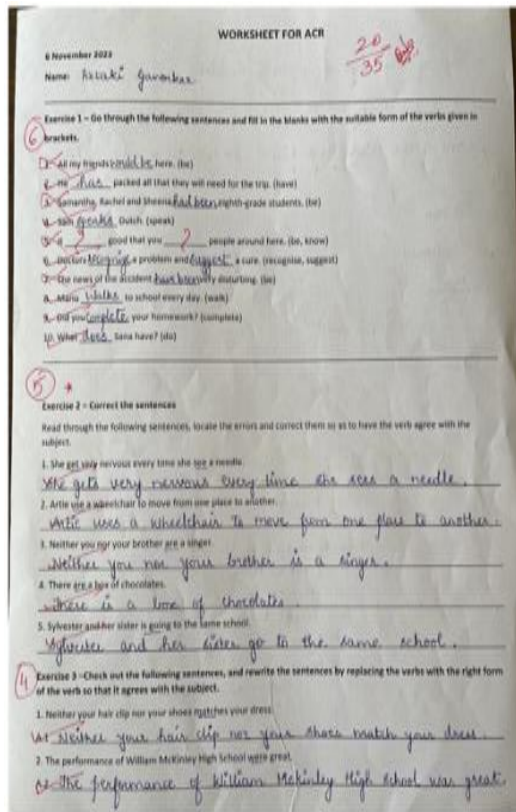 WORKSHEET FOR ACR
20
35
6 November 2023
Name:
Exercise 1 – Go through the following sentences and fill in the blanks with the suitable form of the verbs given in
6
brackets.
1. All my friends would be here. (be)
2. He has packed all that they will need for the trip. (have)
3. Samantha, Rachel and Sheena had been eighth-grade students. (be)
4. speaks Dutch. (speak)
5. It ? good that you ? people around here. (be, know)
6. Doctors recognise a problem and suggest a cure. (recognise, suggest)
7. The news of the accident have been very disturbing. (be)
8. Maria walks to school every day. (walk)
9. Did you complete your homework? (complete)
10. What does Sana have? (do)
5
Exercise 2 – Correct the sentences
Read through the following sentences, locate the errors and correct them so as to have the verb agree with the
subject.
1. She get very nervous every time she see a needle.
She gets very nervous every time she sees a needle.
2. Artie use a wheelchair to move from one place to another.
Artie uses a wheelchair to move from one place to another.
3. Neither you nor your brother are a singer.
Neither you nor your brother is a singer.
4. There are a box of chocolates.
There is a box of chocolates.
5. Sylvester and her sister is going to the same school.
Sylvester and her sister go to the same school.
4
Exercise 3 –Check out the following sentences, and rewrite the sentences by replacing the verbs with the right form
of the verb so that it agrees with the subject.
1. Neither your hair clip nor your shoes matches your dress.
Neither your hair clip nor your shoes match your dress.
2. The performance of William McKinley High School were great.
The performance of William McKinley High School was great.